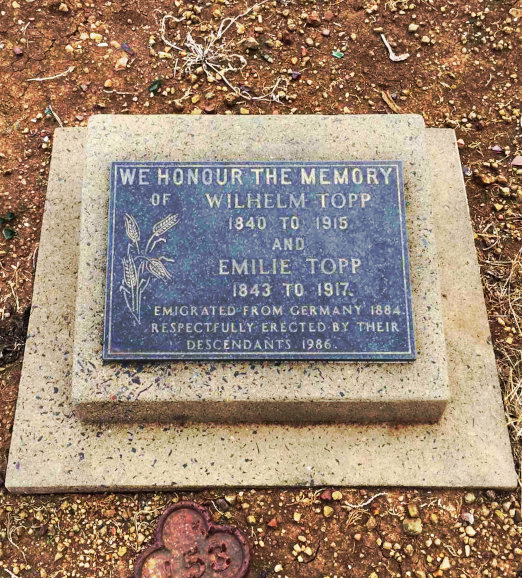 WE HONOUR THE MEMORY
OF WILHELM TOPP
1840 TO 1915
AND
EMILIE TOPP
1843 TO 1917.
EMIGRATED FROM GERMANY 1884.
RESPECTFULLY ERECTED BY THEIR
DESCENDANTS 1986.
158